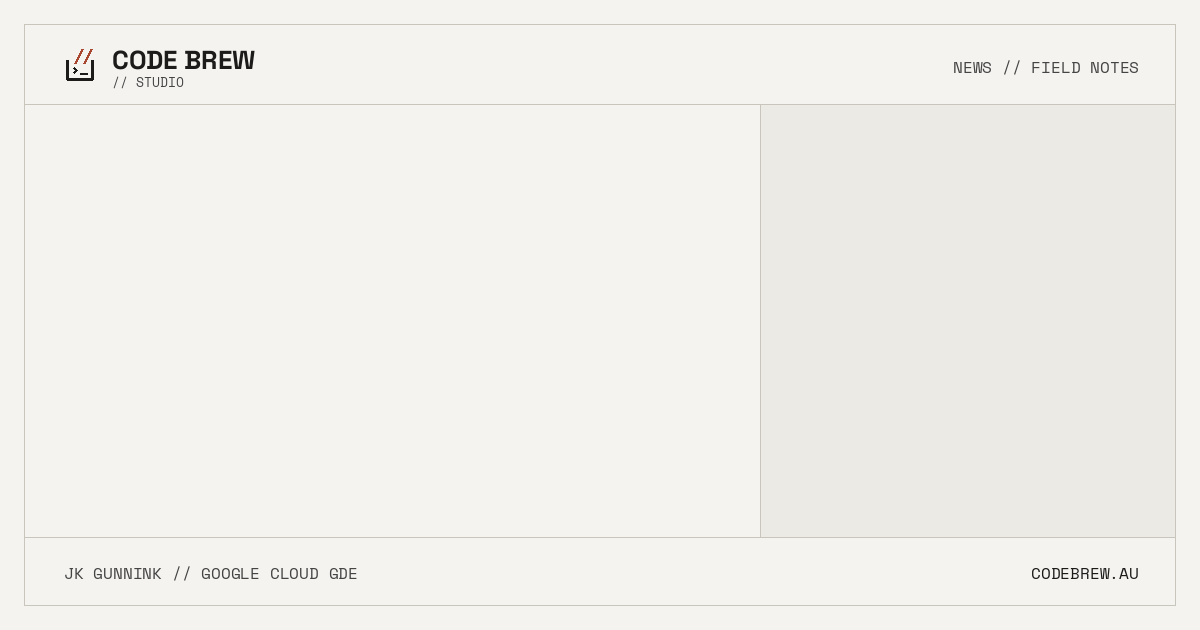 CODE BREW
// STUDIO
NEWS // FIELD NOTES
JK GUNNINK // GOOGLE CLOUD GDE
CODEBREW.AU